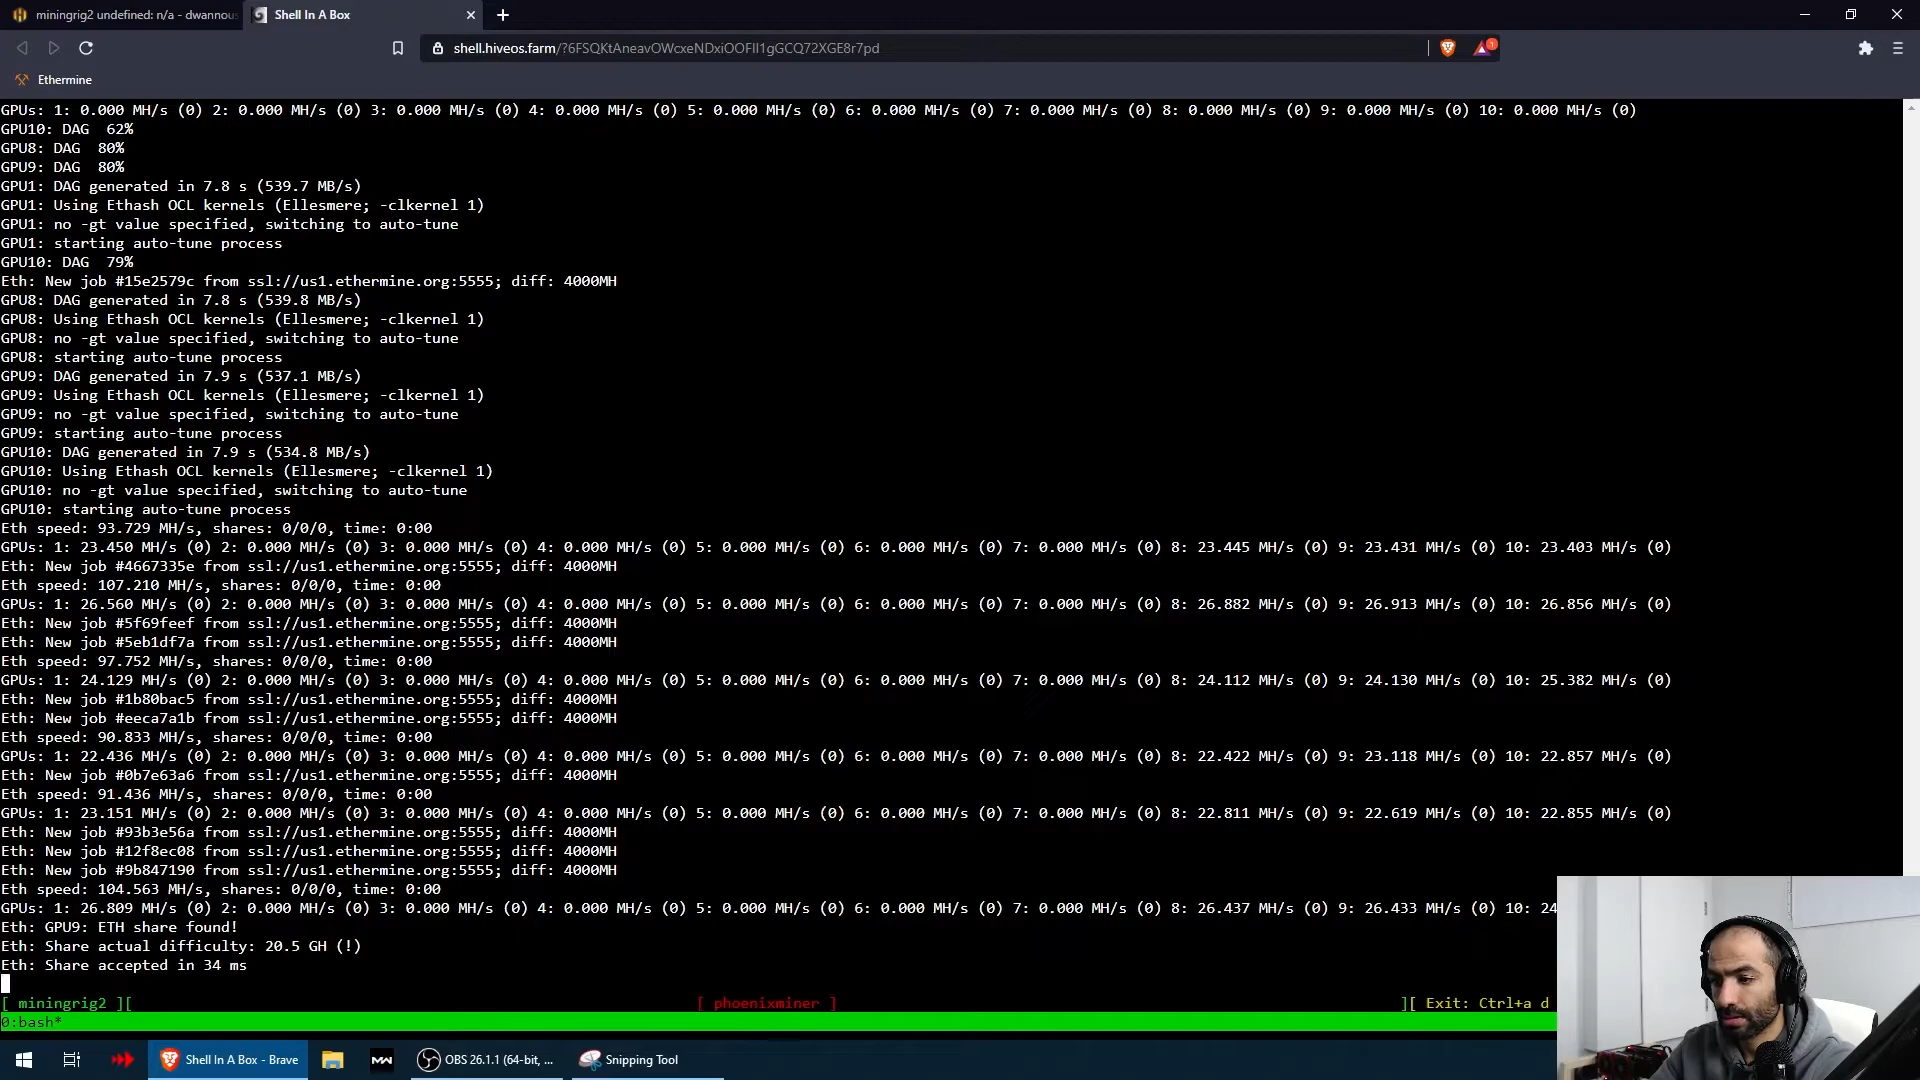 miningrig2 undefined: n/a - dwannous
Shell In A Box
shell.hiveos.farm/?6FSQKtAneavOWcxeNDxiOOFII1gGCQ72XGE8r7pd
1
Ethermine
GPUs: 1: 0.000 MH/s (0) 2: 0.000 MH/s (0) 3: 0.000 MH/s (0) 4: 0.000 MH/s (0) 5: 0.000 MH/s (0) 6: 0.000 MH/s (0) 7: 0.000 MH/s (0) 8: 0.000 MH/s (0) 9: 0.000 MH/s (0) 10: 0.000 MH/s (0)
GPU10: DAG  62%
GPU8: DAG  80%
GPU9: DAG  80%
GPU1: DAG generated in 7.8 s (539.7 MB/s)
GPU1: Using Ethash OCL kernels (Ellesmere; -clkernel 1)
GPU1: no -gt value specified, switching to auto-tune
GPU1: starting auto-tune process
GPU10: DAG  79%
Eth: New job #15e2579c from ssl://us1.ethermine.org:5555; diff: 4000MH
GPU8: DAG generated in 7.8 s (539.8 MB/s)
GPU8: Using Ethash OCL kernels (Ellesmere; -clkernel 1)
GPU8: no -gt value specified, switching to auto-tune
GPU8: starting auto-tune process
GPU9: DAG generated in 7.9 s (537.1 MB/s)
GPU9: Using Ethash OCL kernels (Ellesmere; -clkernel 1)
GPU9: no -gt value specified, switching to auto-tune
GPU9: starting auto-tune process
GPU10: DAG generated in 7.9 s (534.8 MB/s)
GPU10: Using Ethash OCL kernels (Ellesmere; -clkernel 1)
GPU10: no -gt value specified, switching to auto-tune
GPU10: starting auto-tune process
Eth speed: 93.729 MH/s, shares: 0/0/0, time: 0:00
GPUs: 1: 23.450 MH/s (0) 2: 0.000 MH/s (0) 3: 0.000 MH/s (0) 4: 0.000 MH/s (0) 5: 0.000 MH/s (0) 6: 0.000 MH/s (0) 7: 0.000 MH/s (0) 8: 23.445 MH/s (0) 9: 23.431 MH/s (0) 10: 23.403 MH/s (0)
Eth: New job #4667335e from ssl://us1.ethermine.org:5555; diff: 4000MH
Eth speed: 107.210 MH/s, shares: 0/0/0, time: 0:00
GPUs: 1: 26.560 MH/s (0) 2: 0.000 MH/s (0) 3: 0.000 MH/s (0) 4: 0.000 MH/s (0) 5: 0.000 MH/s (0) 6: 0.000 MH/s (0) 7: 0.000 MH/s (0) 8: 26.882 MH/s (0) 9: 26.913 MH/s (0) 10: 26.856 MH/s (0)
Eth: New job #5f69feef from ssl://us1.ethermine.org:5555; diff: 4000MH
Eth: New job #5eb1df7a from ssl://us1.ethermine.org:5555; diff: 4000MH
Eth speed: 97.752 MH/s, shares: 0/0/0, time: 0:00
GPUs: 1: 24.129 MH/s (0) 2: 0.000 MH/s (0) 3: 0.000 MH/s (0) 4: 0.000 MH/s (0) 5: 0.000 MH/s (0) 6: 0.000 MH/s (0) 7: 0.000 MH/s (0) 8: 24.112 MH/s (0) 9: 24.130 MH/s (0) 10: 25.382 MH/s (0)
Eth: New job #1b80bac5 from ssl://us1.ethermine.org:5555; diff: 4000MH
Eth: New job #eeca7a1b from ssl://us1.ethermine.org:5555; diff: 4000MH
Eth speed: 90.833 MH/s, shares: 0/0/0, time: 0:00
GPUs: 1: 22.436 MH/s (0) 2: 0.000 MH/s (0) 3: 0.000 MH/s (0) 4: 0.000 MH/s (0) 5: 0.000 MH/s (0) 6: 0.000 MH/s (0) 7: 0.000 MH/s (0) 8: 22.422 MH/s (0) 9: 23.118 MH/s (0) 10: 22.857 MH/s (0)
Eth: New job #0b7e63a6 from ssl://us1.ethermine.org:5555; diff: 4000MH
Eth speed: 91.436 MH/s, shares: 0/0/0, time: 0:00
GPUs: 1: 23.151 MH/s (0) 2: 0.000 MH/s (0) 3: 0.000 MH/s (0) 4: 0.000 MH/s (0) 5: 0.000 MH/s (0) 6: 0.000 MH/s (0) 7: 0.000 MH/s (0) 8: 22.811 MH/s (0) 9: 22.619 MH/s (0) 10: 22.855 MH/s (0)
Eth: New job #93b3e56a from ssl://us1.ethermine.org:5555; diff: 4000MH
Eth: New job #12f8ec08 from ssl://us1.ethermine.org:5555; diff: 4000MH
Eth: New job #9b847190 from ssl://us1.ethermine.org:5555; diff: 4000MH
Eth speed: 104.563 MH/s, shares: 0/0/0, time: 0:00
GPUs: 1: 26.809 MH/s (0) 2: 0.000 MH/s (0) 3: 0.000 MH/s (0) 4: 0.000 MH/s (0) 5: 0.000 MH/s (0) 6: 0.000 MH/s (0) 7: 0.000 MH/s (0) 8: 26.437 MH/s (0) 9: 26.433 MH/s (0) 10: 24
Eth: GPU9: ETH share found!
Eth: Share actual difficulty: 20.5 GH (!)
Eth: Share accepted in 34 ms
[ miningrig2 ][ [ phoenixminer ] ][ Exit: Ctrl+a d
0:bash*
Shell In A Box - Brave
MW
OBS 26.1.1 (64-bit, ...
Snipping Tool